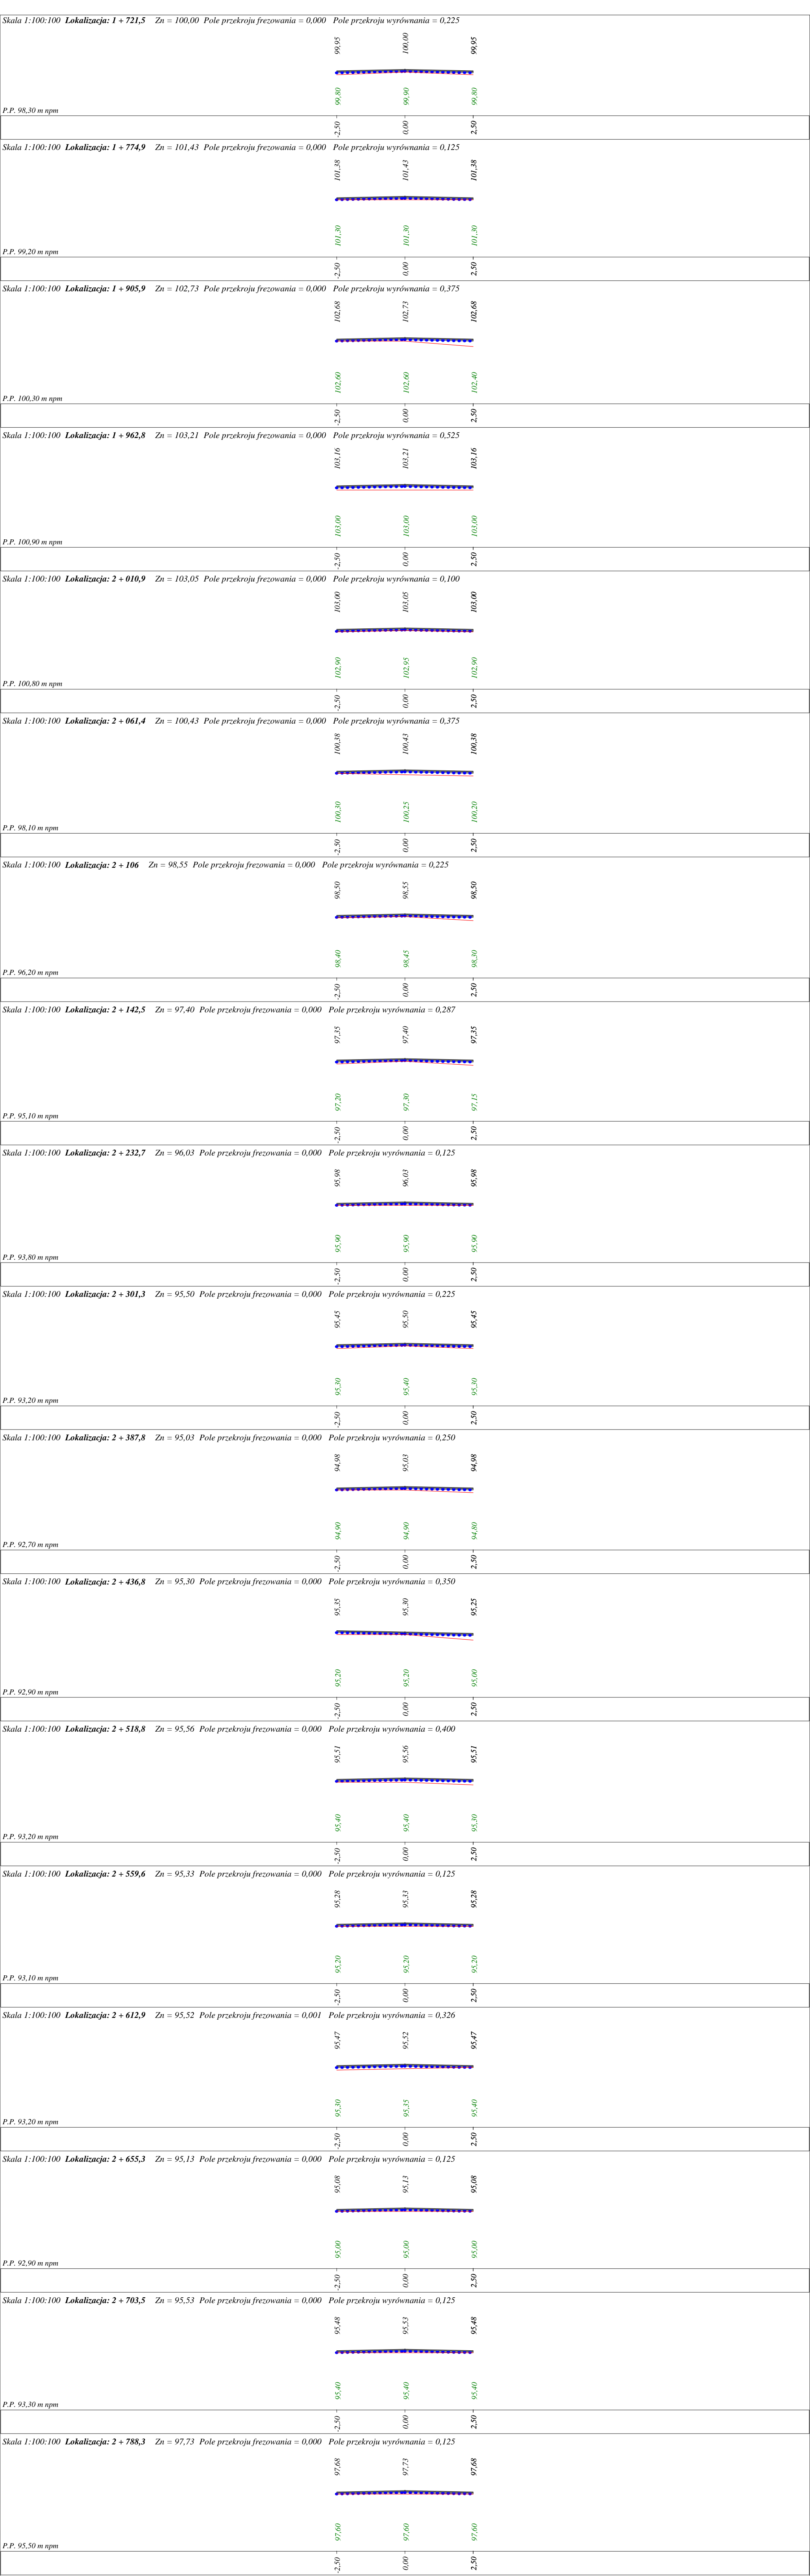 Skala 1:100:100 Lokalizacja: 1 + 721,5 Zn = 100,00 Pole przekroju frezowania = 0,000 Pole przekroju wyrównania = 0,225
99,95 100,00 99,95
99,80 99,90 99,80
P.P. 98,30 m npm
-2,50 0,00 2,50
Skala 1:100:100 Lokalizacja: 1 + 774,9 Zn = 101,43 Pole przekroju frezowania = 0,000 Pole przekroju wyrównania = 0,125
101,38 101,43 101,38
101,30 101,30 101,30
P.P. 99,20 m npm
-2,50 0,00 2,50
Skala 1:100:100 Lokalizacja: 1 + 905,9 Zn = 102,73 Pole przekroju frezowania = 0,000 Pole przekroju wyrównania = 0,375
102,68 102,73 102,68
102,60 102,60 102,40
P.P. 100,30 m npm
-2,50 0,00 2,50
Skala 1:100:100 Lokalizacja: 1 + 962,8 Zn = 103,21 Pole przekroju frezowania = 0,000 Pole przekroju wyrównania = 0,525
103,16 103,21 103,16
103,00 103,00 103,00
P.P. 100,90 m npm
-2,50 0,00 2,50
Skala 1:100:100 Lokalizacja: 2 + 010,9 Zn = 103,05 Pole przekroju frezowania = 0,000 Pole przekroju wyrównania = 0,100
103,00 103,05 103,00
102,90 102,95 102,90
P.P. 100,80 m npm
-2,50 0,00 2,50
Skala 1:100:100 Lokalizacja: 2 + 061,4 Zn = 100,43 Pole przekroju frezowania = 0,000 Pole przekroju wyrównania = 0,375
100,38 100,43 100,38
100,30 100,25 100,20
P.P. 98,10 m npm
-2,50 0,00 2,50
Skala 1:100:100 Lokalizacja: 2 + 106 Zn = 98,55 Pole przekroju frezowania = 0,000 Pole przekroju wyrównania = 0,225
98,50 98,55 98,50
98,40 98,45 98,30
P.P. 96,20 m npm
-2,50 0,00 2,50
Skala 1:100:100 Lokalizacja: 2 + 142,5 Zn = 97,40 Pole przekroju frezowania = 0,000 Pole przekroju wyrównania = 0,287
97,35 97,40 97,35
97,20 97,30 97,15
P.P. 95,10 m npm
-2,50 0,00 2,50
Skala 1:100:100 Lokalizacja: 2 + 232,7 Zn = 96,03 Pole przekroju frezowania = 0,000 Pole przekroju wyrównania = 0,125
95,98 96,03 95,98
95,90 95,90 95,90
P.P. 93,80 m npm
-2,50 0,00 2,50
Skala 1:100:100 Lokalizacja: 2 + 301,3 Zn = 95,50 Pole przekroju frezowania = 0,000 Pole przekroju wyrównania = 0,225
95,45 95,50 95,45
95,30 95,40 95,30
P.P. 93,20 m npm
-2,50 0,00 2,50
Skala 1:100:100 Lokalizacja: 2 + 387,8 Zn = 95,03 Pole przekroju frezowania = 0,000 Pole przekroju wyrównania = 0,250
94,98 95,03 94,98
94,90 94,90 94,80
P.P. 92,70 m npm
-2,50 0,00 2,50
Skala 1:100:100 Lokalizacja: 2 + 436,8 Zn = 95,30 Pole przekroju frezowania = 0,000 Pole przekroju wyrównania = 0,350
95,35 95,30 95,25
95,20 95,20 95,00
P.P. 92,90 m npm
-2,50 0,00 2,50
Skala 1:100:100 Lokalizacja: 2 + 518,8 Zn = 95,56 Pole przekroju frezowania = 0,000 Pole przekroju wyrównania = 0,400
95,51 95,56 95,51
95,40 95,40 95,30
P.P. 93,20 m npm
-2,50 0,00 2,50
Skala 1:100:100 Lokalizacja: 2 + 559,6 Zn = 95,33 Pole przekroju frezowania = 0,000 Pole przekroju wyrównania = 0,125
95,28 95,33 95,28
95,20 95,20 95,20
P.P. 93,10 m npm
-2,50 0,00 2,50
Skala 1:100:100 Lokalizacja: 2 + 612,9 Zn = 95,52 Pole przekroju frezowania = 0,001 Pole przekroju wyrównania = 0,326
95,47 95,52 95,47
95,30 95,35 95,40
P.P. 93,20 m npm
-2,50 0,00 2,50
Skala 1:100:100 Lokalizacja: 2 + 655,3 Zn = 95,13 Pole przekroju frezowania = 0,000 Pole przekroju wyrównania = 0,125
95,08 95,13 95,08
95,00 95,00 95,00
P.P. 92,90 m npm
-2,50 0,00 2,50
Skala 1:100:100 Lokalizacja: 2 + 703,5 Zn = 95,53 Pole przekroju frezowania = 0,000 Pole przekroju wyrównania = 0,125
95,48 95,53 95,48
95,40 95,40 95,40
P.P. 93,30 m npm
-2,50 0,00 2,50
Skala 1:100:100 Lokalizacja: 2 + 788,3 Zn = 97,73 Pole przekroju frezowania = 0,000 Pole przekroju wyrównania = 0,125
97,68 97,73 97,68
97,60 97,60 97,60
P.P. 95,50 m npm
-2,50 0,00 2,50